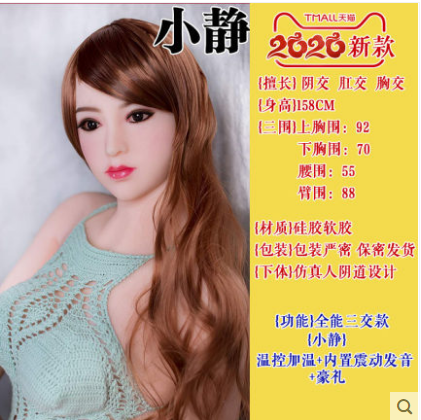 小静
TMALL天猫
2020新款
{擅长} 阴交 肛交 胸交
{身高}158CM
{三围}上胸围：92
下胸围：70
腰围：55
臂围：88
{材质}硅胶软胶
{包装}包装严密 保密发货
{下体}仿真人阴道设计
{功能}全能三交款
{小静}
温控加温+内置震动发音
+豪礼